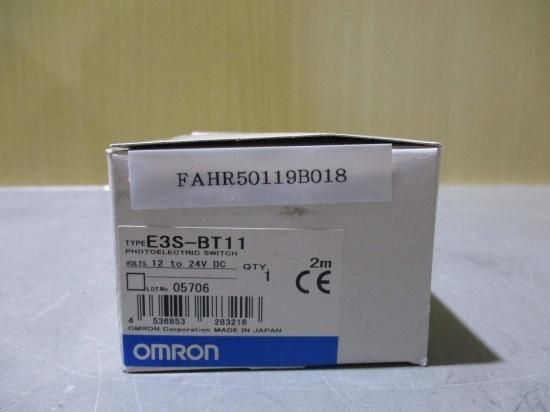 FAHR50119B018
TYPE E3S-BT11
PHOTOELECTRIC SWITCH
VOLTS. 12 to 24V DC QTY. 1 2m
LOT No. 05706 CE
4 536853 283216
OMRON Corporation MADE IN JAPAN
OMRON